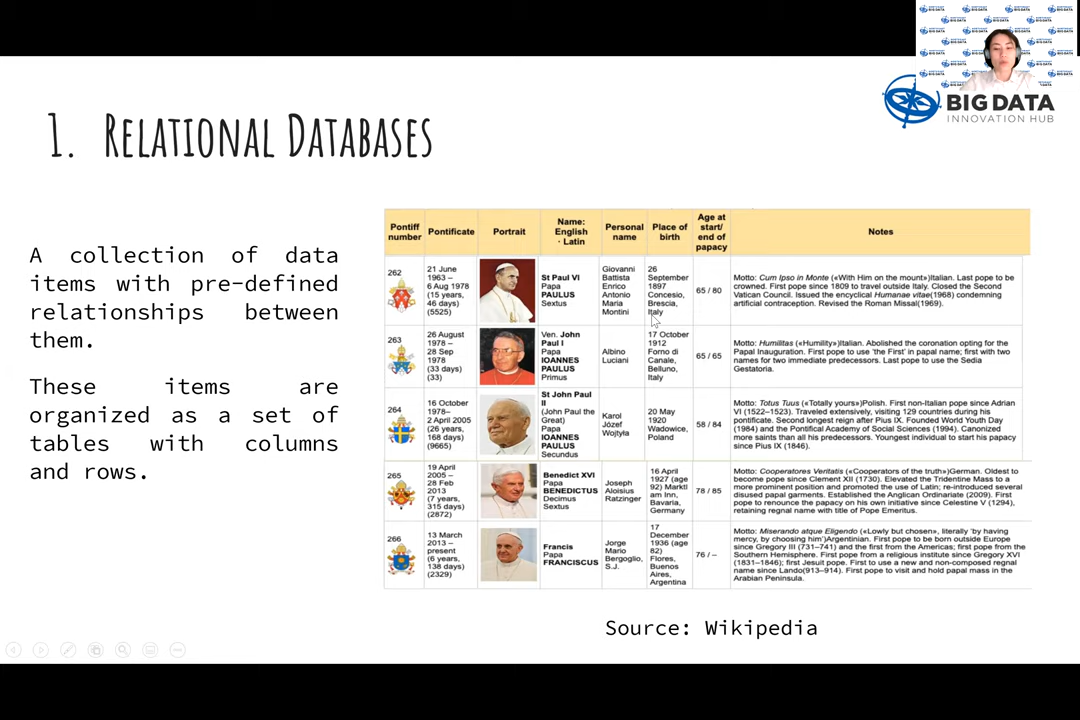 BIG DATA
INNOVATION HUB
1. RELATIONAL DATABASES
A collection of data
items with pre-defined
relationships between
them.
These items are
organized as a set of
tables with columns
and rows.
Pontiff
number
Pontificate
Portrait
Name:
English
· Latin
Personal
name
Place of
birth
Age at
start/
end of
papacy
Notes
262
21 June
1963 –
6 Aug 1978
(15 years,
46 days)
(5525)
St Paul VI
Papa
PAULUS
Sextus
Giovanni
Battista
Enrico
Antonio
Maria
Montini
26
September
1897
Concesio,
Brescia,
Italy
65 / 80
Motto: Cum Ipso in Monte («With Him on the mount»)Italian. Last pope to be
crowned. First pope since 1809 to travel outside Italy. Closed the Second
Vatican Council. Issued the encyclical Humanae vitae(1968) condemning
artificial contraception. Revised the Roman Missal(1969).
263
26 August
1978 –
28 Sep
1978
(33 days)
(33)
Ven. John
Paul I
Papa
IOANNES
PAULUS
Primus
Albino
Luciani
17 October
1912
Forno di
Canale,
Belluno,
Italy
65 / 65
Motto: Humilitas («Humility»)Italian. Abolished the coronation opting for the
Papal Inauguration. First pope to use 'the First' in papal name; first with two
names for two immediate predecessors. Last pope to use the Sedia
Gestatoria.
264
16 October
1978–
2 April 2005
(26 years,
168 days)
(9665)
St John Paul
II
(John Paul the
Great)
Papa
IOANNES
PAULUS
Secundus
Karol
Józef
Wojtyła
20 May
1920
Wadowice,
Poland
58 / 84
Motto: Totus Tuus («Totally yours»)Polish. First non-Italian pope since Adrian
VI (1522–1523). Traveled extensively, visiting 129 countries during his
pontificate. Second longest reign after Pius IX. Founded World Youth Day
(1984) and the Pontifical Academy of Social Sciences (1994). Canonized
more saints than all his predecessors. Youngest individual to start his papacy
since Pius IX (1846).
265
19 April
2005 –
28 Feb
2013
(7 years,
315 days)
(2872)
Benedict XVI
Papa
BENEDICTUS
Decimus
Sextus
Joseph
Aloisius
Ratzinger
16 April
1927 (age
92) Marktl
am Inn,
Bavaria,
Germany
78 / 85
Motto: Cooperatores Veritatis («Cooperators of the truth»)German. Oldest to
become pope since Clement XII (1730). Elevated the Tridentine Mass to a
more prominent position and promoted the use of Latin; re-introduced several
disused papal garments. Established the Anglican Ordinariate (2009). First
pope to renounce the papacy on his own initiative since Celestine V (1294),
retaining regnal name with title of Pope Emeritus.
266
13 March
2013 –
present
(6 years,
138 days)
(2329)
Francis
Papa
FRANCISCUS
Jorge
Mario
Bergoglio,
S.J.
17
December
1936 (age
82)
Flores,
Buenos
Aires,
Argentina
76 / –
Motto: Miserando atque Eligendo («Lowly but chosen», literally 'by having
mercy, by choosing him')Argentinian. First pope to be born outside Europe
since Gregory III (731–741) and the first from the Americas; first pope from the
Southern Hemisphere. First pope from a religious institute since Gregory XVI
(1831–1846); first Jesuit pope. First to use a new and non-composed regnal
name since Lando(913–914). First pope to visit and hold papal mass in the
Arabian Peninsula.
Source: Wikipedia